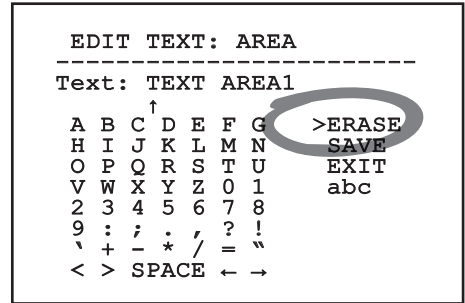 EDIT TEXT: AREA
------------------------
Text: TEXT AREA1
↑
A B C D E F G >ERASE
H I J K L M N SAVE
O P Q R S T U EXIT
V W X Y Z 0 1 abc
2 3 4 5 6 7 8
9 : ; . , ? !
‵ + - * / = ‶
< > SPACE ← →